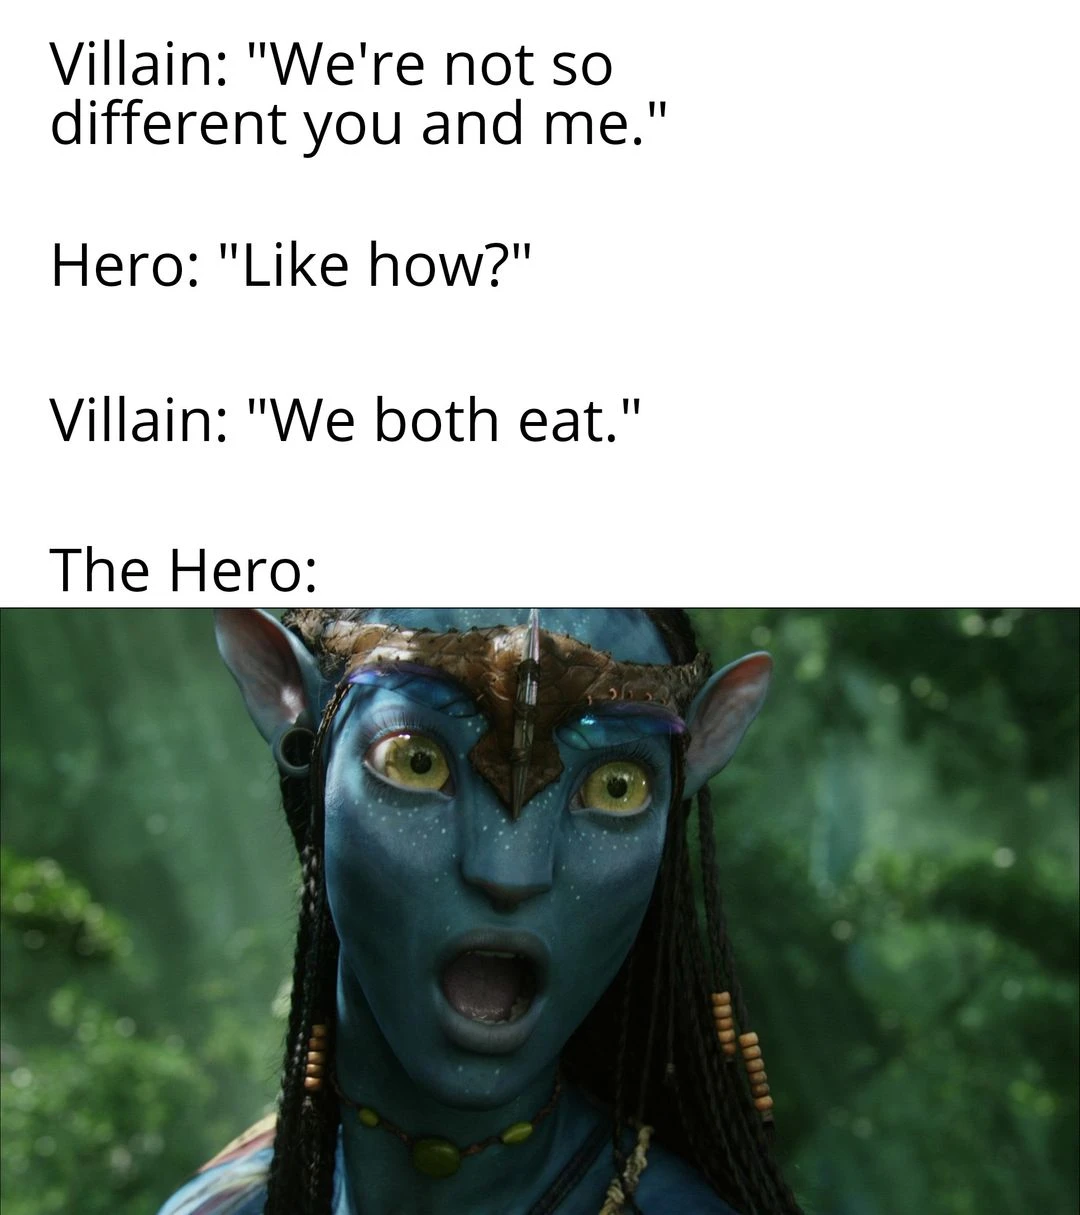 Villain: "We're not so
different you and me."
Hero: "Like how?"
Villain: "We both eat."
The Hero: